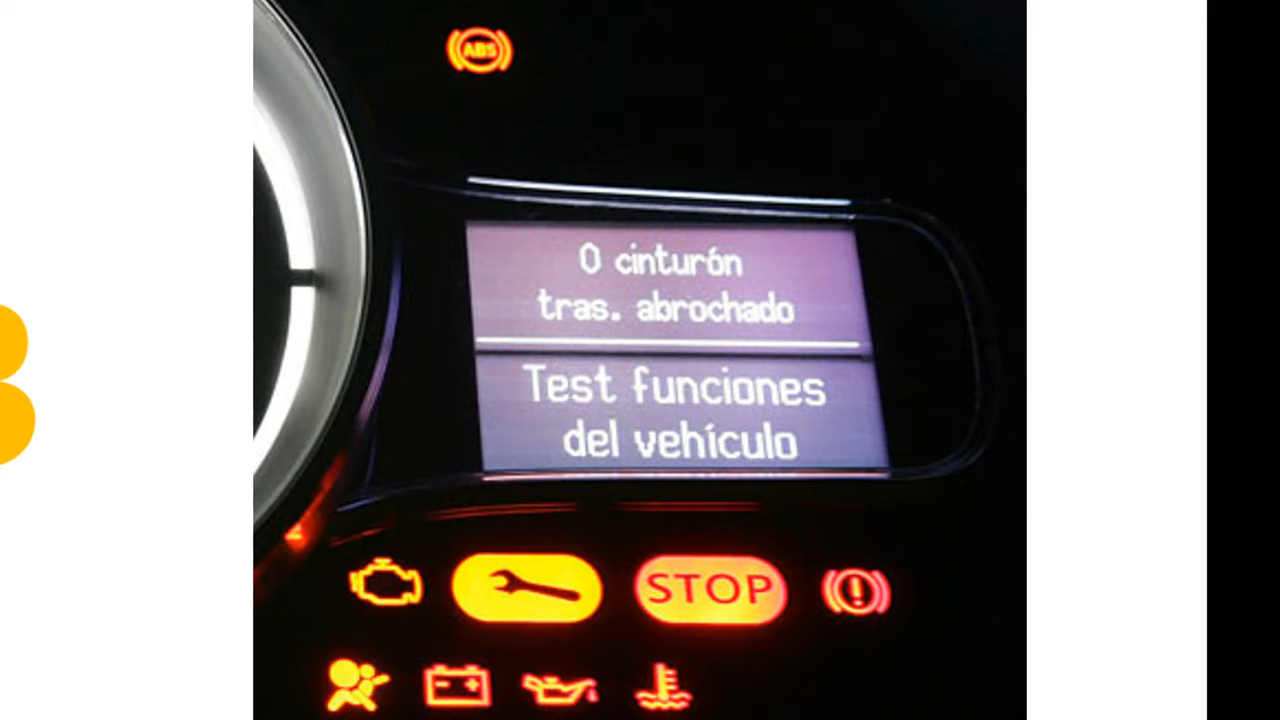 ABS
0 cinturón
tras. abrochado
Test funciones
del vehículo
STOP